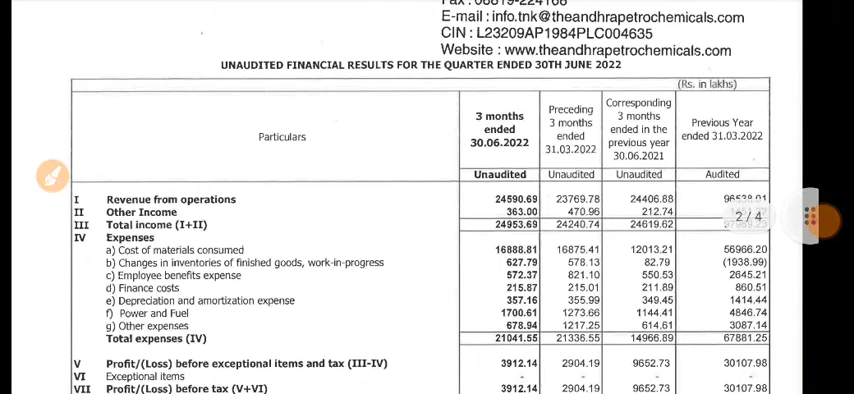 Fax : 08819-224168
E-mail : info.tnk@theandhrapetrochemicals.com
CIN : L23209AP1984PLC004635
Website : www.theandhrapetrochemicals.com
UNAUDITED FINANCIAL RESULTS FOR THE QUARTER ENDED 30TH JUNE 2022
(Rs. in lakhs)
Particulars 3 months ended 30.06.2022 Preceding 3 months ended 31.03.2022 Corresponding 3 months ended in the previous year 30.06.2021 Previous Year ended 31.03.2022
Unaudited Unaudited Unaudited Audited
I Revenue from operations 24590.69 23769.78 24406.88 96538.01
II Other Income 363.00 470.96 212.74
2/4
III Total income (I+II) 24953.69 24240.74 24619.62
IV Expenses
a) Cost of materials consumed 16888.81 16875.41 12013.21 56966.20
b) Changes in inventories of finished goods, work-in-progress 627.79 578.13 82.79 (1938.99)
c) Employee benefits expense 572.37 821.10 550.53 2645.21
d) Finance costs 215.87 215.01 211.89 860.51
e) Depreciation and amortization expense 357.16 355.99 349.45 1414.44
f) Power and Fuel 1700.61 1273.66 1144.41 4846.74
g) Other expenses 678.94 1217.25 614.61 3087.14
Total expenses (IV) 21041.55 21336.55 14966.89 67881.25
V Profit/(Loss) before exceptional items and tax (III-IV) 3912.14 2904.19 9652.73 30107.98
VI Exceptional items - - - -
VII Profit/(Loss) before tax (V+VI) 3912.14 2904.19 9652.73 30107.98